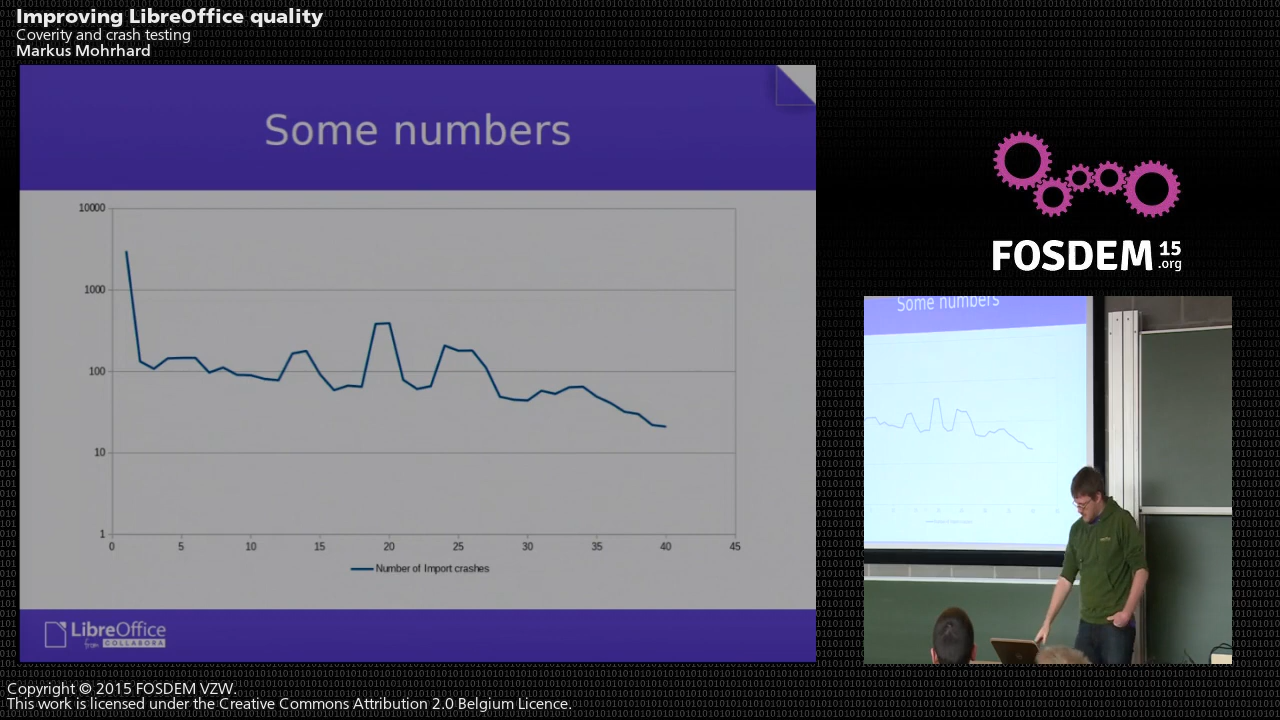 Improving LibreOffice quality
Coverity and crash testing
Markus Mohrhard
Some numbers
10000
1000
100
10
1
0 5 10 15 20 25 30 35 40 45
Number of Import crashes
LibreOffice
from COLLABORA
FOSDEM 15
.org
Some numbers
Copyright © 2015 FOSDEM VZW.
This work is licensed under the Creative Commons Attribution 2.0 Belgium Licence.